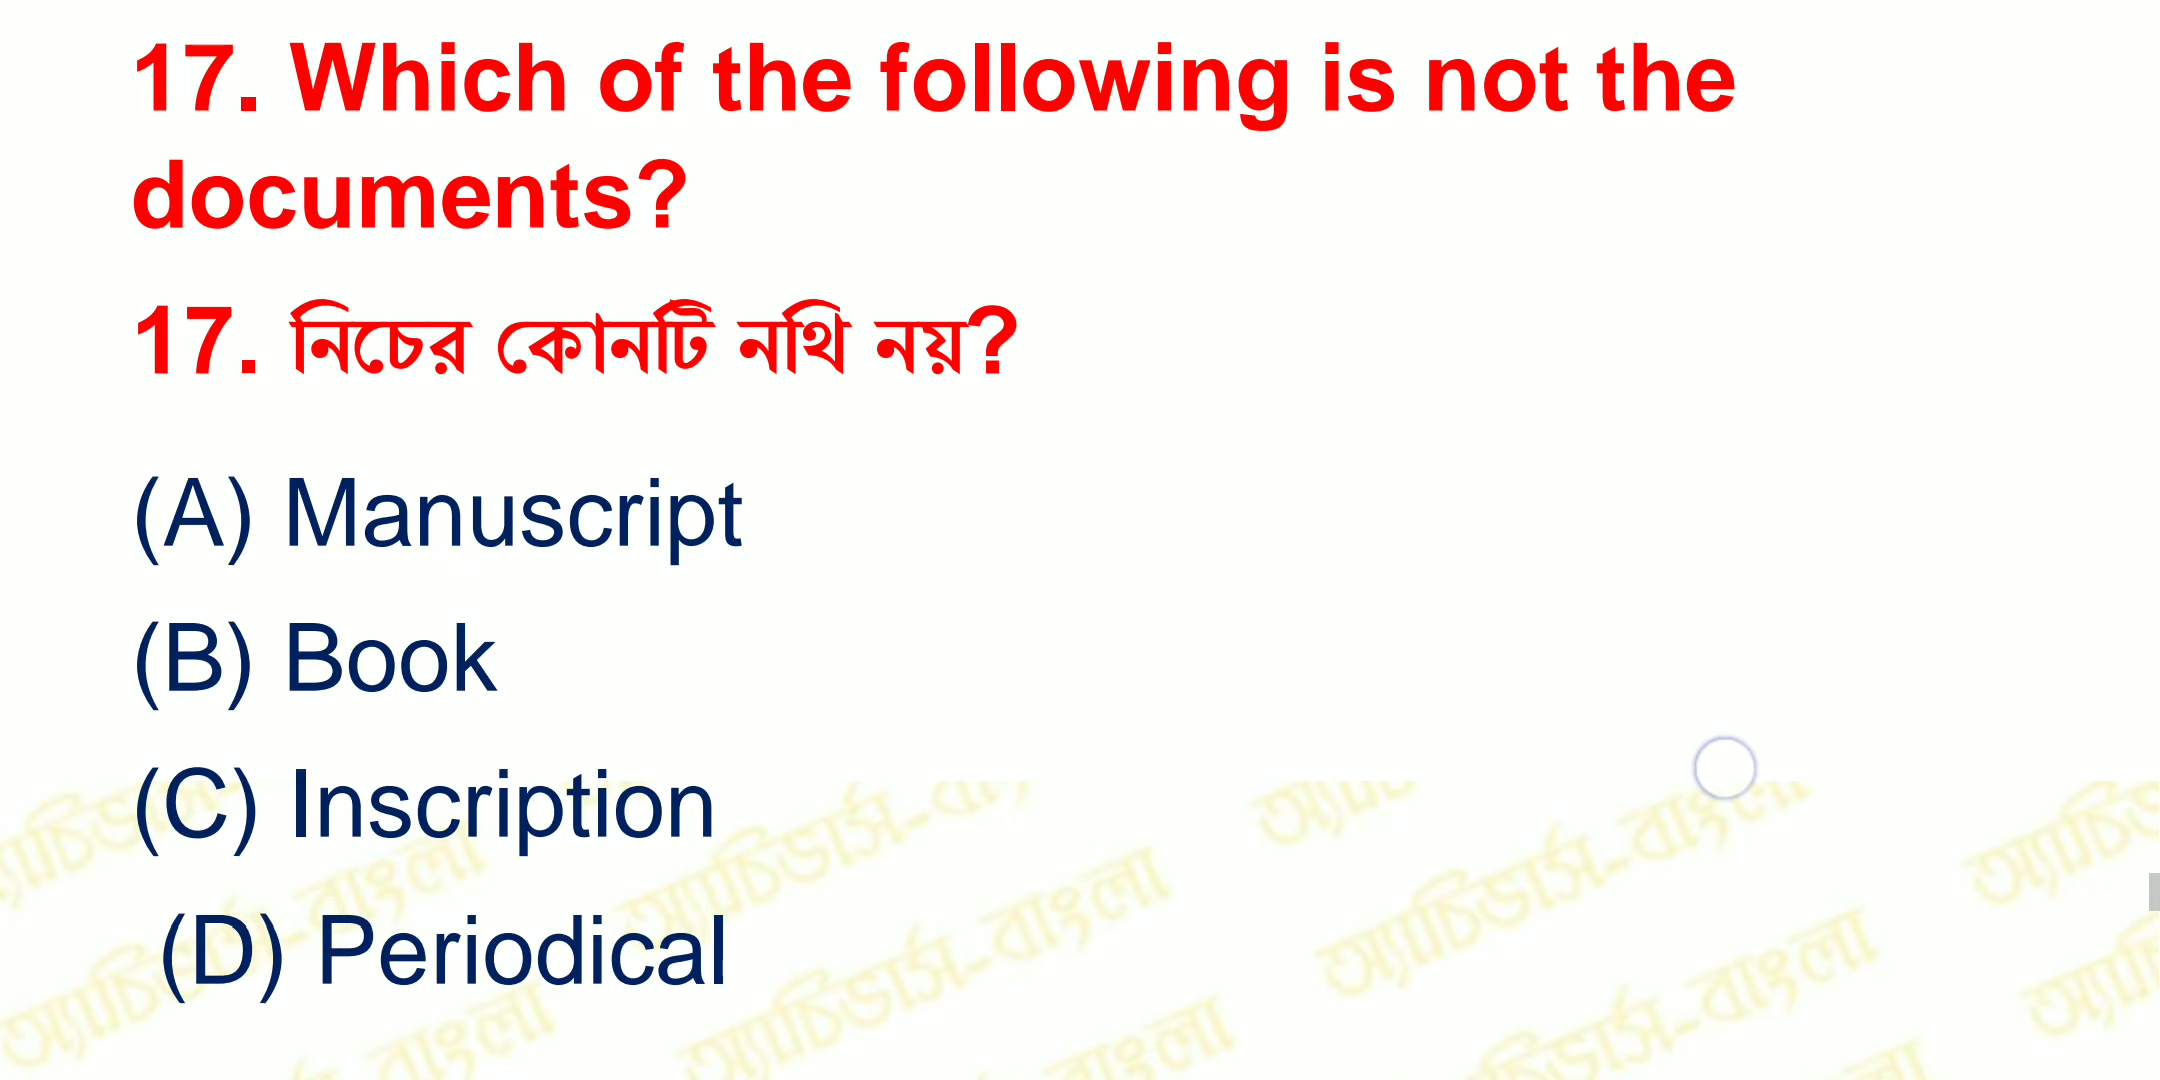 17. Which of the following is not the
documents?
17. নিচের কোনটি নথি নয়?
(A) Manuscript
(B) Book
(C) Inscription
(D) Periodical
অ্যাচিভার্স-বাংলা
অ্যাচিভার্স-বাংলা
অ্যাচিভার্স-বাংলা
অ্যাচিভার্স-বাংলা